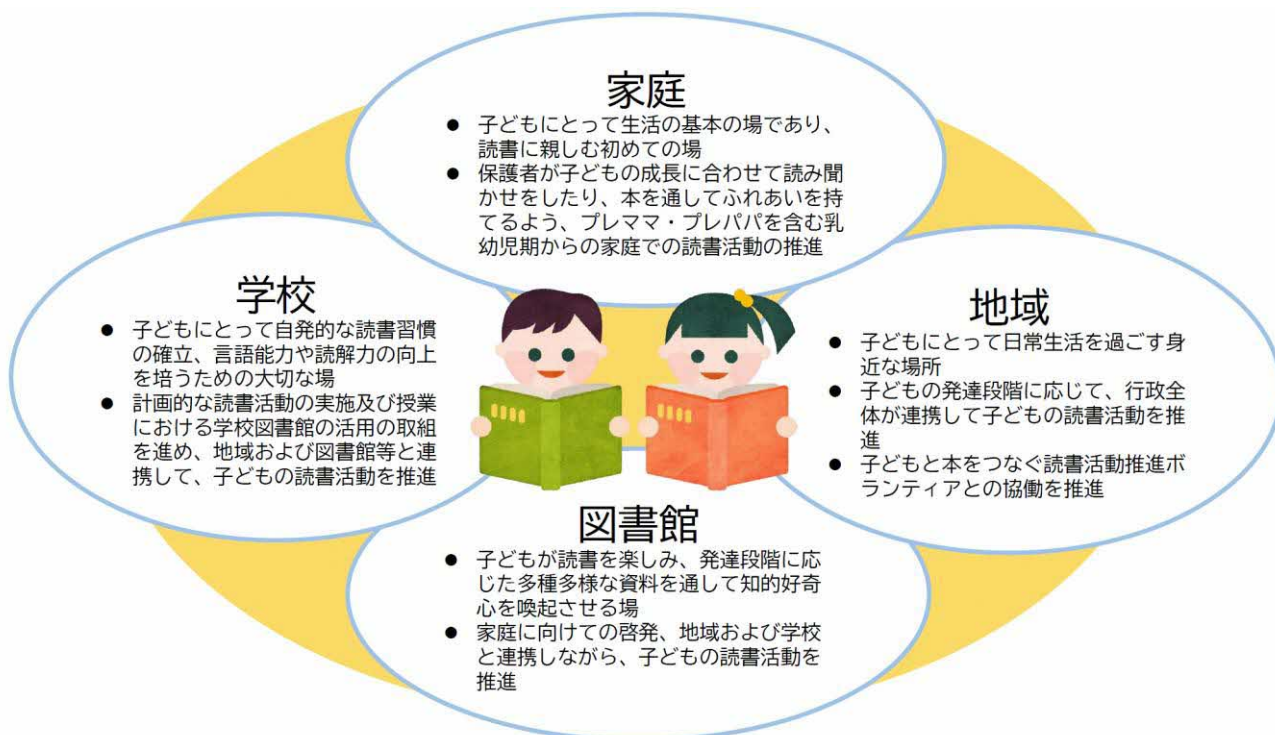 家庭
● 子どもにとって生活の基本の場であり、
読書に親しむ初めての場
● 保護者が子どもの成長に合わせて読み聞
かせをしたり、本を通してふれあいを持
てるよう、プレママ・プレパパを含む乳
幼児期からの家庭での読書活動の推進
学校
● 子どもにとって自発的な読書習慣
の確立、言語能力や読解力の向上
を培うための大切な場
● 計画的な読書活動の実施及び授業
における学校図書館の活用の取組
を進め、地域および図書館等と連
携して、子どもの読書活動を推進
地域
● 子どもにとって日常生活を過ごす身
近な場所
● 子どもの発達段階に応じて、行政全
体が連携して子どもの読書活動を推
進
● 子どもと本をつなぐ読書活動推進ボ
ランティアとの協働を推進
図書館
● 子どもが読書を楽しみ、発達段階に応
じた多種多様な資料を通して知的好奇
心を喚起させる場
● 家庭に向けての啓発、地域および学校
と連携しながら、子どもの読書活動を
推進